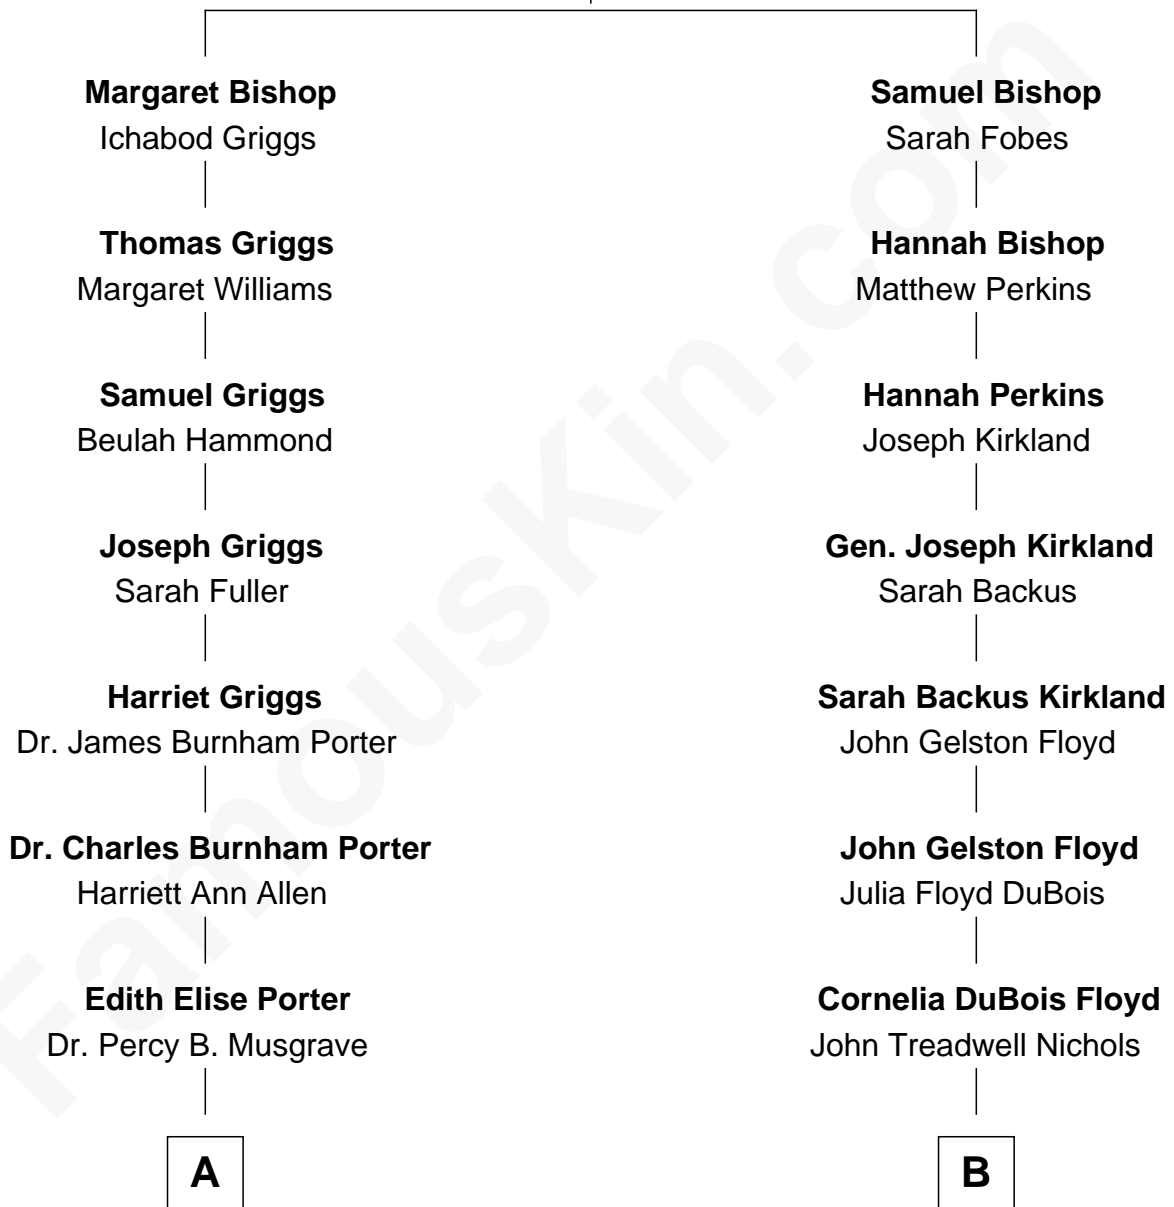 Margaret Bishop
Ichabod Griggs
Thomas Griggs
Margaret Williams
Samuel Griggs
Beulah Hammond
Joseph Griggs
Sarah Fuller
Harriet Griggs
Dr. James Burnham Porter
Dr. Charles Burnham Porter
Harriett Ann Allen
Edith Elise Porter
Dr. Percy B. Musgrave
A
Samuel Bishop
Sarah Fobes
Hannah Bishop
Matthew Perkins
Hannah Perkins
Joseph Kirkland
Gen. Joseph Kirkland
Sarah Backus
Sarah Backus Kirkland
John Gelston Floyd
John Gelston Floyd
Julia Floyd DuBois
Cornelia DuBois Floyd
John Treadwell Nichols
B
FamousKin.com